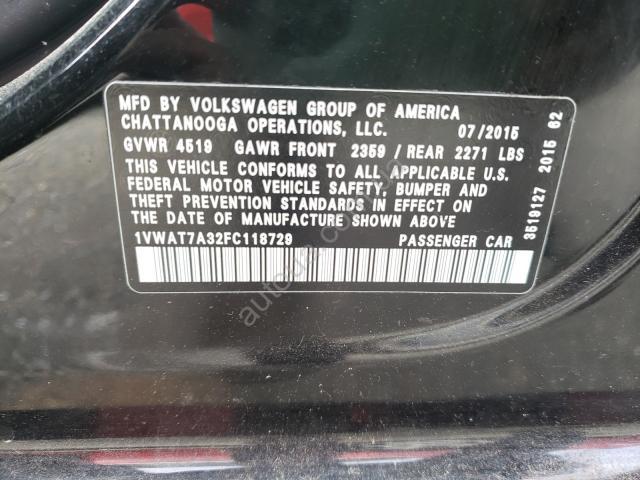 MFD BY VOLKSWAGEN GROUP OF AMERICA
CHATTANOOGA OPERATIONS, LLC. 07/2015
GVWR 4519 GAWR FRONT 2359 / REAR 2271 LBS
THIS VEHICLE CONFORMS TO ALL APPLICABLE U.S.
FEDERAL MOTOR VEHICLE SAFETY, BUMPER AND
THEFT PREVENTION STANDARDS IN EFFECT ON
THE DATE OF MANUFACTURE SHOWN ABOVE
1VWAT7A32FC118729 PASSENGER CAR
3519127 2015 62